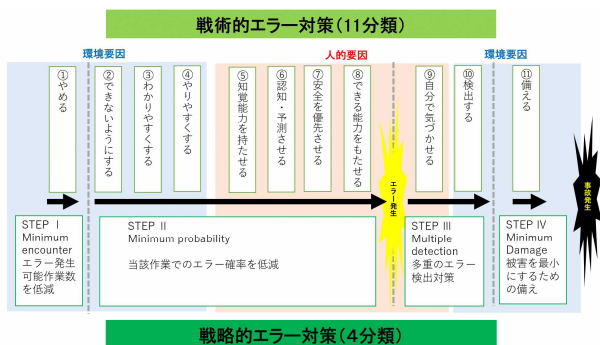 戦術的エラー対策（11分類）
環境要因
人的要因
環境要因
①やめる
②できないようにする
③わかりやすくする
④やりやすくする
⑤知覚能力を持たせる
⑥認知・予測させる
⑦安全を優先させる
⑧できる能力をもたせる
⑨自分で気づかせる
⑩検出する
⑪備える
エラー発生
事故発生
STEP Ⅰ
Minimum
encounter
エラー発生
可能作業数
を低減
STEP Ⅱ
Minimum probability
当該作業でのエラー確率を低減
STEP Ⅲ
Multiple
detection
多重のエラー
検出対策
STEP Ⅳ
Minimum
Damage
被害を最小
にするため
の備え
戦略的エラー対策（４分類）